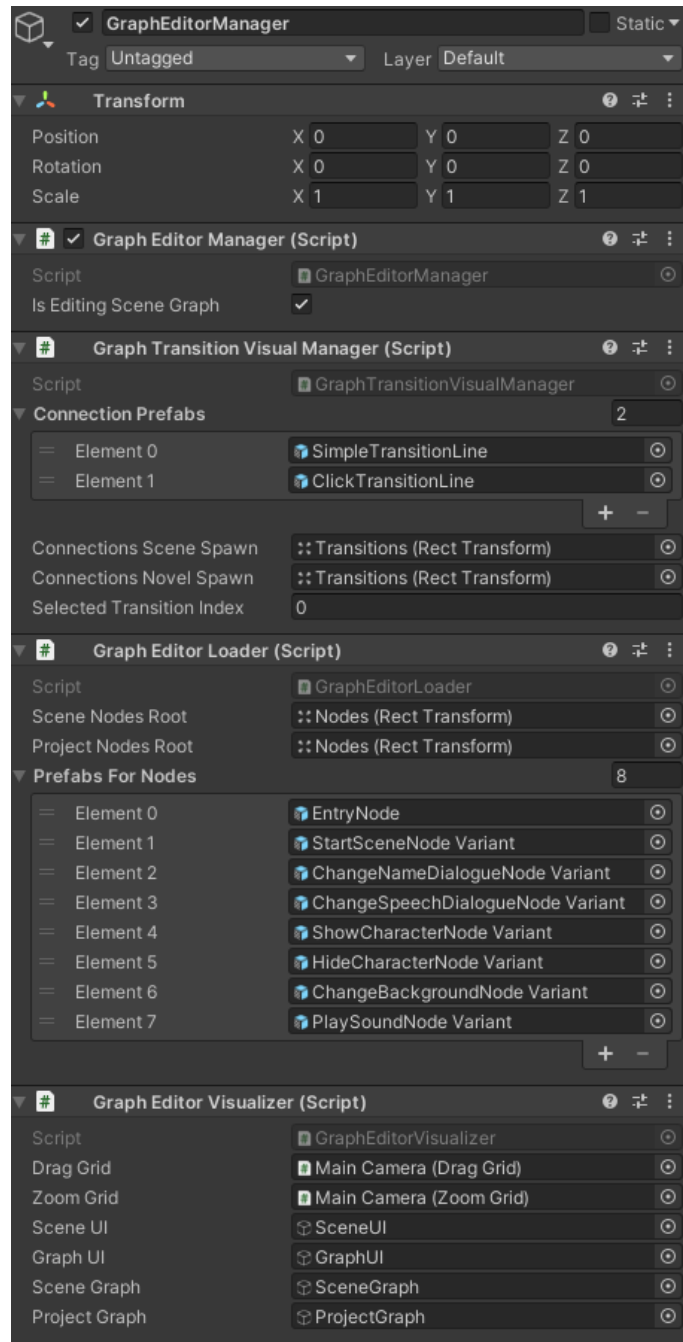 GraphEditorManager Static
Tag Untagged Layer Default
Transform
Position X 0 Y 0 Z 0
Rotation X 0 Y 0 Z 0
Scale X 1 Y 1 Z 1
# Graph Editor Manager (Script)
Script # GraphEditorManager
Is Editing Scene Graph
# Graph Transition Visual Manager (Script)
Script # GraphTransitionVisualManager
Connection Prefabs 2
Element 0 SimpleTransitionLine
Element 1 ClickTransitionLine
+ −
Connections Scene Spawn Transitions (Rect Transform)
Connections Novel Spawn Transitions (Rect Transform)
Selected Transition Index 0
# Graph Editor Loader (Script)
Script # GraphEditorLoader
Scene Nodes Root Nodes (Rect Transform)
Project Nodes Root Nodes (Rect Transform)
Prefabs For Nodes 8
Element 0 EntryNode
Element 1 StartSceneNode Variant
Element 2 ChangeNameDialogueNode Variant
Element 3 ChangeSpeechDialogueNode Variant
Element 4 ShowCharacterNode Variant
Element 5 HideCharacterNode Variant
Element 6 ChangeBackgroundNode Variant
Element 7 PlaySoundNode Variant
+ −
# Graph Editor Visualizer (Script)
Script # GraphEditorVisualizer
Drag Grid # Main Camera (Drag Grid)
Zoom Grid # Main Camera (Zoom Grid)
Scene UI SceneUI
Graph UI GraphUI
Scene Graph SceneGraph
Project Graph ProjectGraph